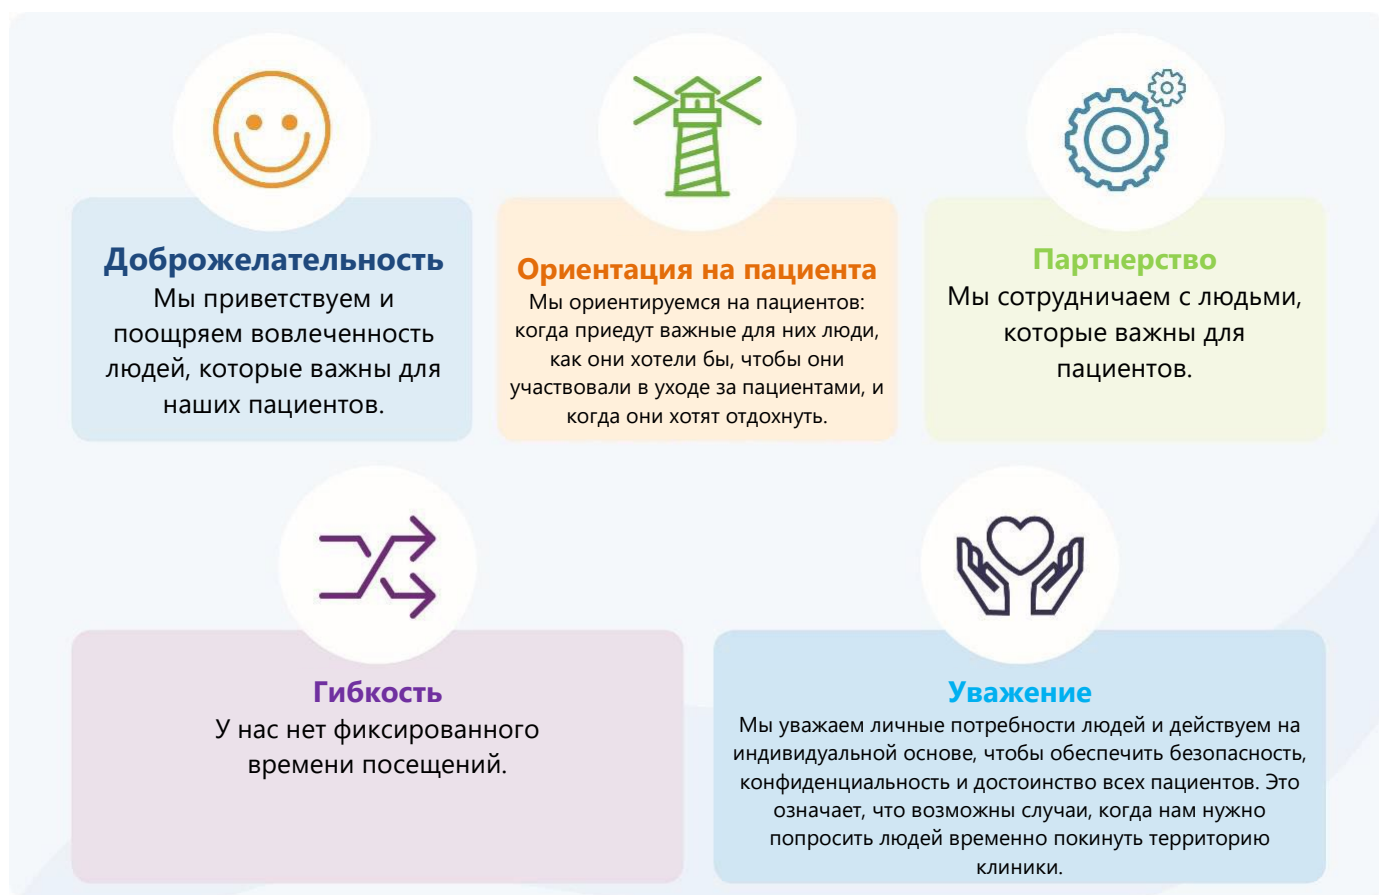 Доброжелательность
Мы приветствуем и
поощряем вовлеченность
людей, которые важны для
наших пациентов.
Ориентация на пациента
Мы ориентируемся на пациентов:
когда приедут важные для них люди,
как они хотели бы, чтобы они
участвовали в уходе за пациентами, и
когда они хотят отдохнуть.
Партнерство
Мы сотрудничаем с людьми,
которые важны для
пациентов.
Гибкость
У нас нет фиксированного
времени посещений.
Уважение
Мы уважаем личные потребности людей и действуем на
индивидуальной основе, чтобы обеспечить безопасность,
конфиденциальность и достоинство всех пациентов. Это
означает, что возможны случаи, когда нам нужно
попросить людей временно покинуть территорию
клиники.